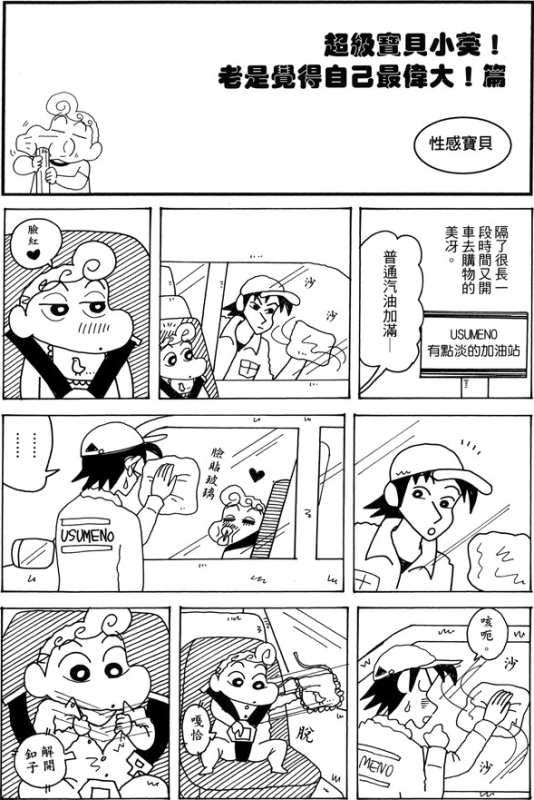 超級寶貝小葵！
老是覺得自己最偉大！篇
性感寶貝
隔了很長一
段時間又開
車去購物的
美冴。
普通汽油加滿—
USUMENO
有點淡的加油站
沙
沙
臉紅
臉貼玻璃
USUMENO
………
咳呃。
沙
沙
MENO
脫
嘎恰
解開
釦子